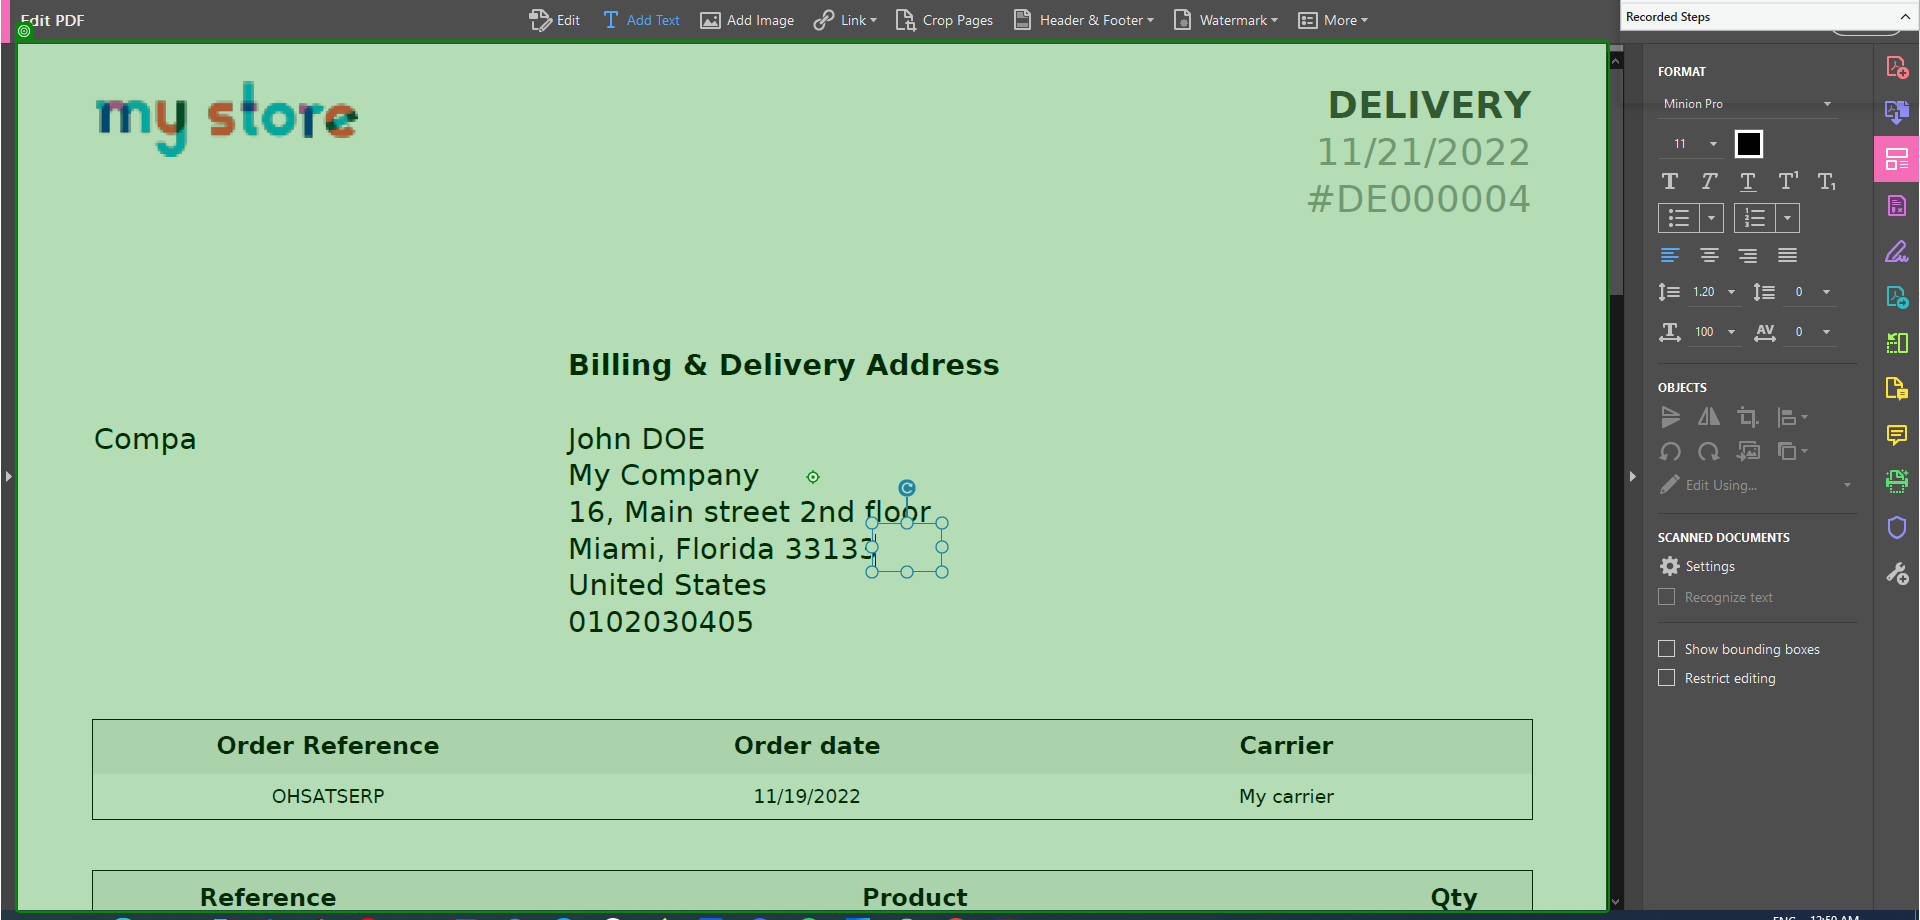 Edit PDF
Edit
Add Text
Add Image
Link
Crop Pages
Header & Footer
Watermark
More
Recorded Steps
my store
DELIVERY
11/21/2022
#DE000004
Billing & Delivery Address
Compa
John DOE
My Company
16, Main street 2nd floor
Miami, Florida 33133
United States
0102030405
Order Reference Order date Carrier
OHSATSERP 11/19/2022 My carrier
Reference Product Qty
FORMAT
Minion Pro
11
1.20 0
100 0
OBJECTS
Edit Using...
SCANNED DOCUMENTS
Settings
Recognize text
Show bounding boxes
Restrict editing